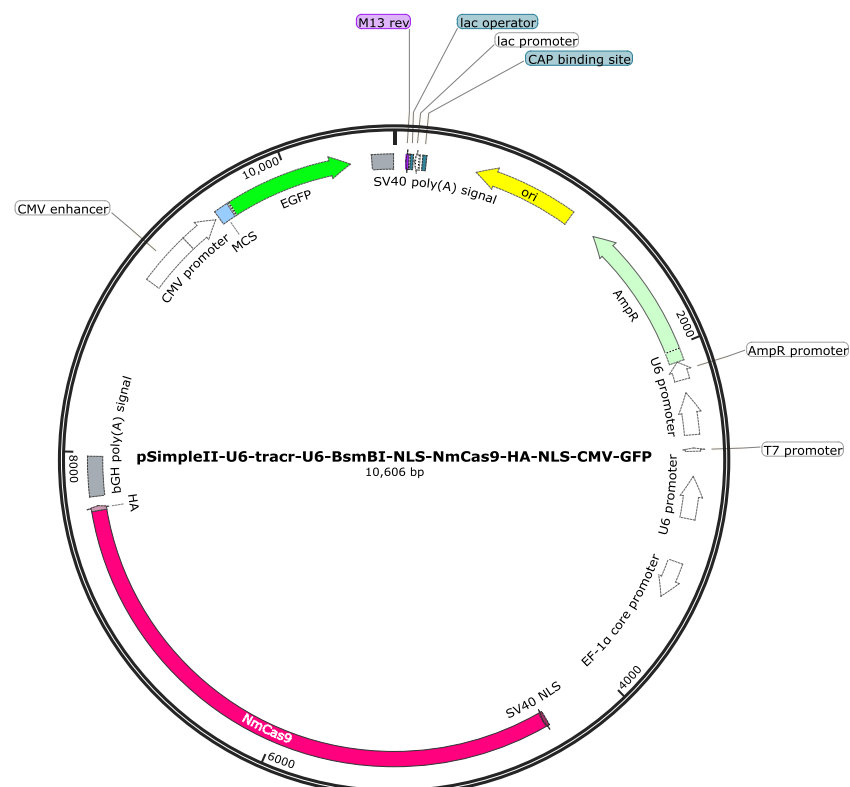 M13 rev
lac operator
lac promoter
CAP binding site
10,000
SV40 poly(A) signal
EGFP
ori
CMV enhancer
MCS
CMV promoter
AmpR
2000
AmpR promoter
U6 promoter
bGH poly(A) signal
8000
pSimpleII-U6-tracr-U6-BsmBI-NLS-NmCas9-HA-NLS-CMV-GFP
10,606 bp
T7 promoter
U6 promoter
HA
EF-1α core promoter
4000
SV40 NLS
NmCas9
6000